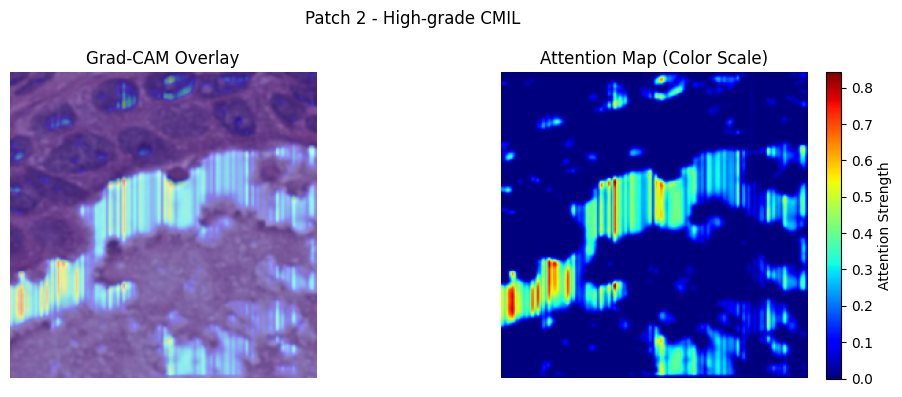 Patch 2 - High-grade CMIL
Grad-CAM Overlay
Attention Map (Color Scale)
0.8
0.7
0.6
0.5
0.4
0.3
0.2
0.1
0.0
Attention Strength